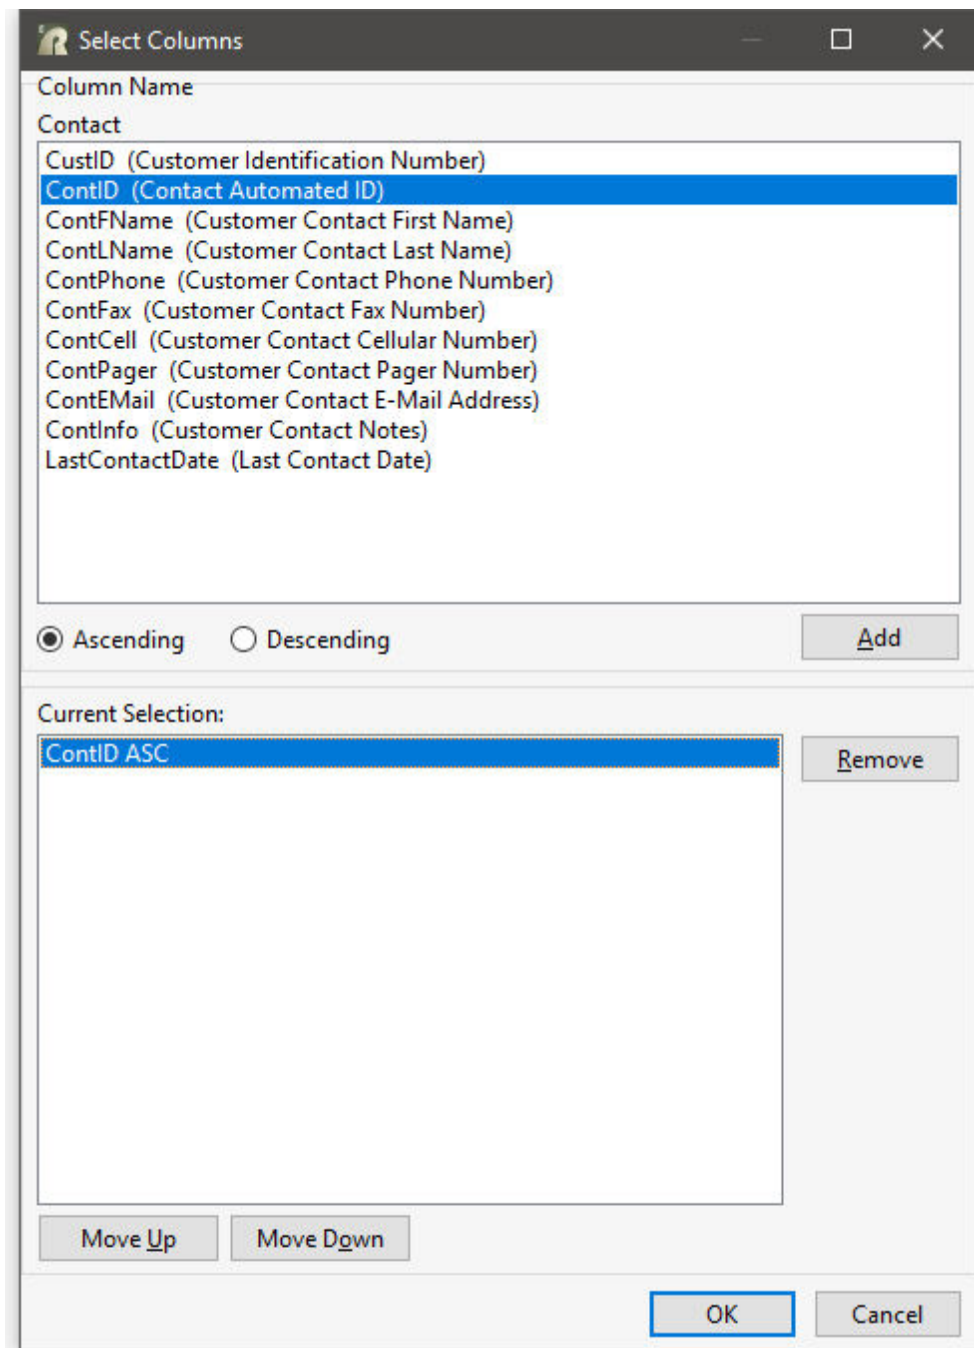 Select Columns
Column Name
Contact
CustID (Customer Identification Number)
ContID (Contact Automated ID)
ContFName (Customer Contact First Name)
ContLName (Customer Contact Last Name)
ContPhone (Customer Contact Phone Number)
ContFax (Customer Contact Fax Number)
ContCell (Customer Contact Cellular Number)
ContPager (Customer Contact Pager Number)
ContEMail (Customer Contact E-Mail Address)
ContInfo (Customer Contact Notes)
LastContactDate (Last Contact Date)
Ascending Descending Add
Current Selection:
ContID ASC
Remove
Move Up Move Down
OK Cancel